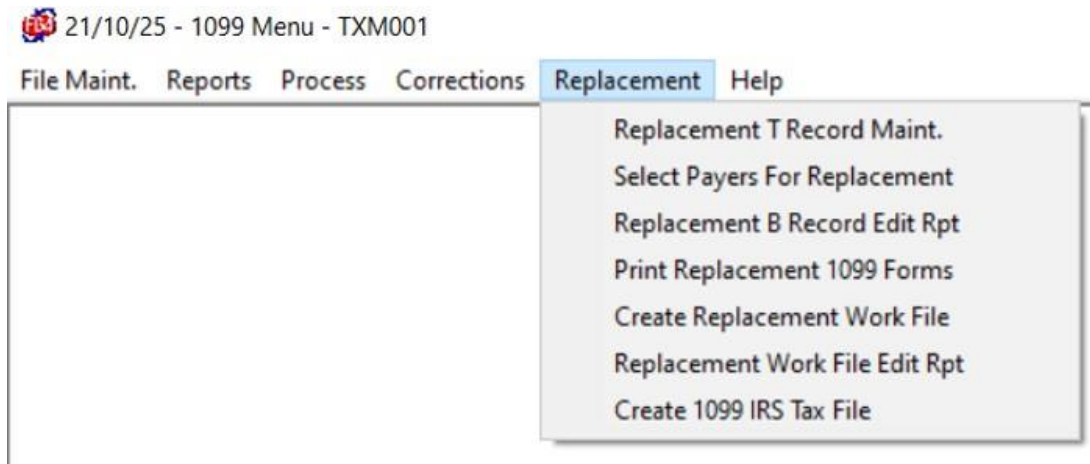 FB4 21/10/25 - 1099 Menu - TXM001
File Maint. Reports Process Corrections Replacement Help
Replacement T Record Maint.
Select Payers For Replacement
Replacement B Record Edit Rpt
Print Replacement 1099 Forms
Create Replacement Work File
Replacement Work File Edit Rpt
Create 1099 IRS Tax File